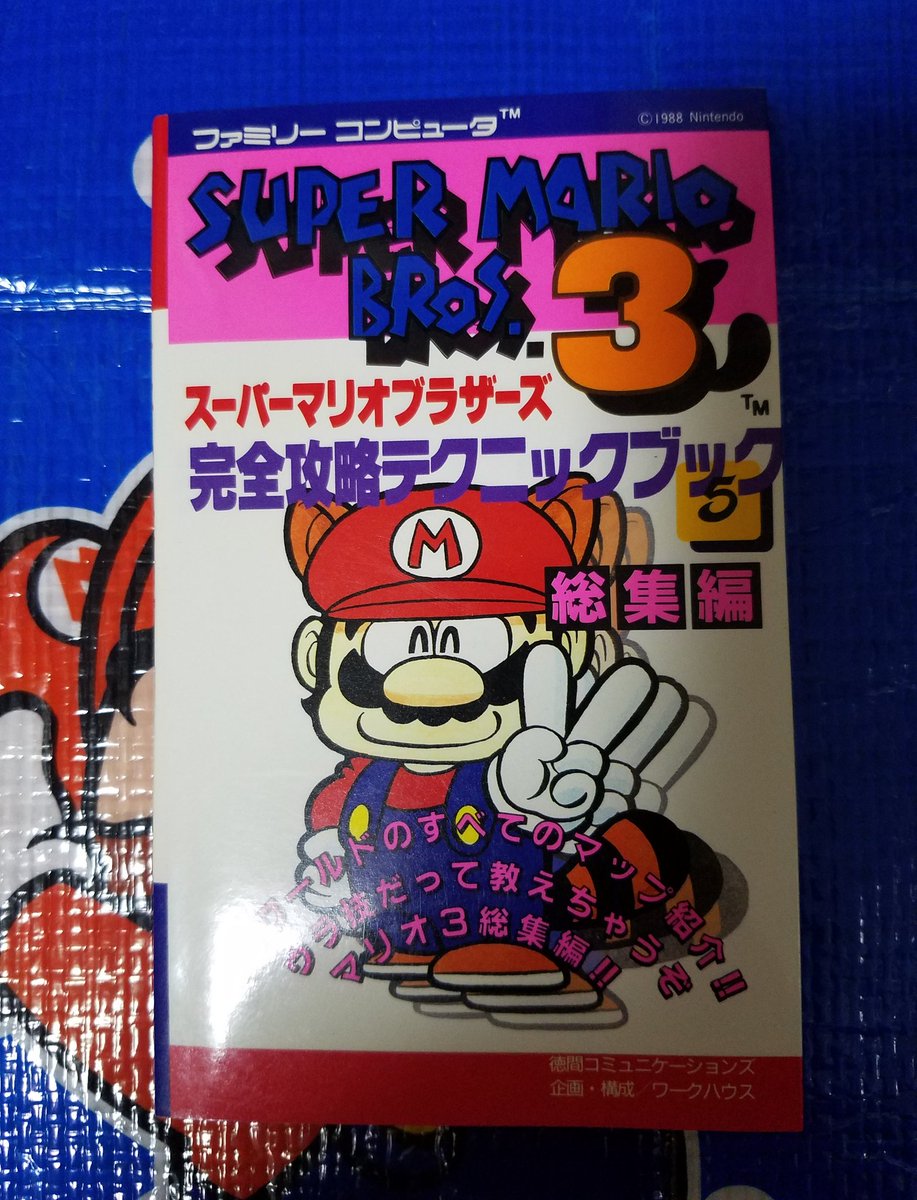 ファミリー コンピュータ™
©1988 Nintendo
SUPER MARIO
BROS. 3
TM
スーパーマリオブラザーズ
完全攻略テクニックブック
5
総集編
M
ワールドのすべてのマップ紹介!!
ウラ技だって教えちゃうぞ
マリオ3総集編!!
徳間コミュニケーションズ
企画・構成/ワークハウス